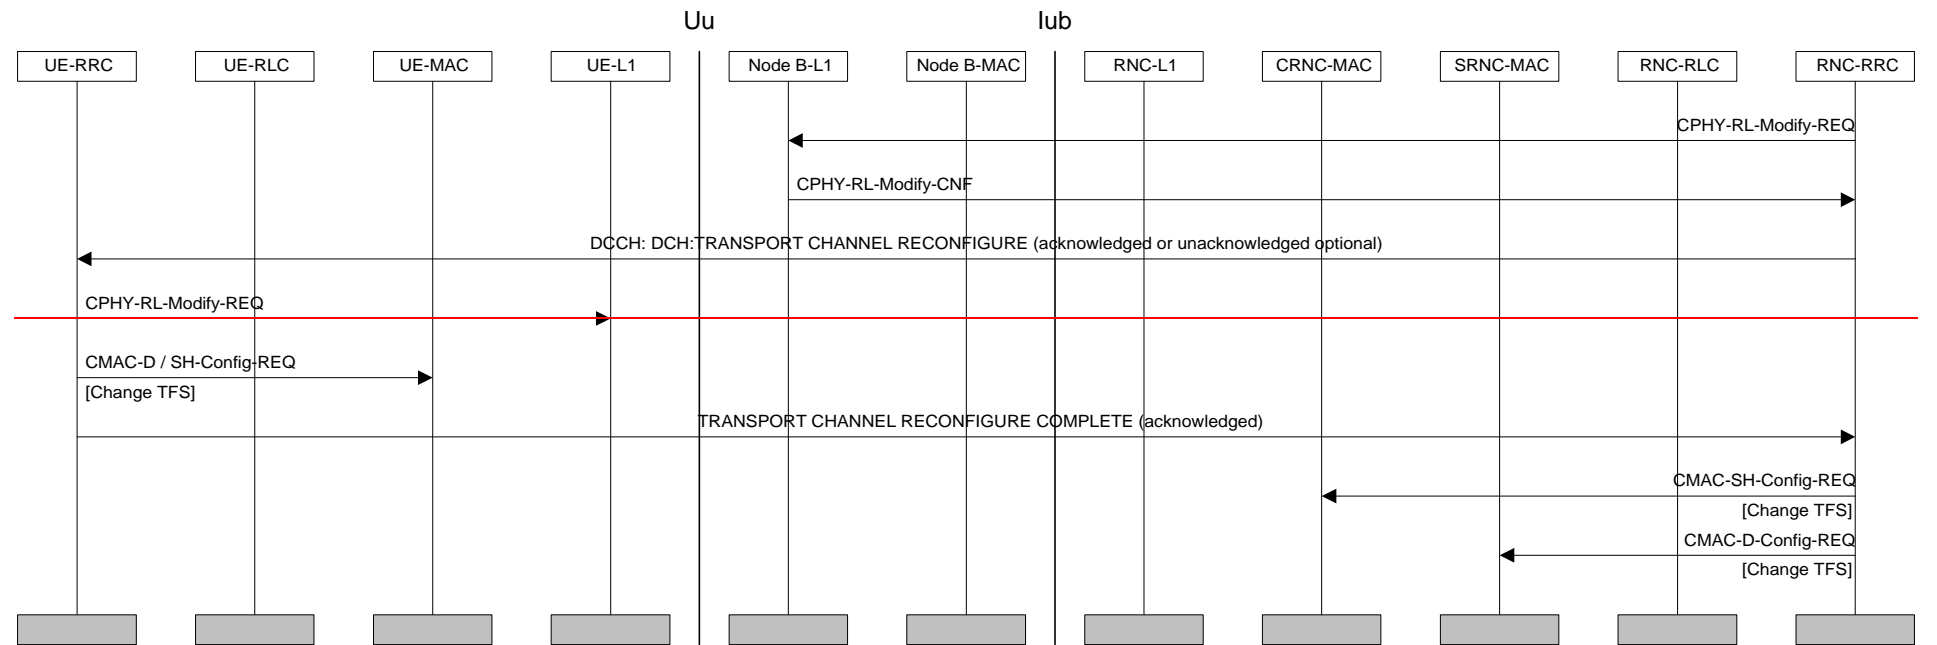 Uu
Iub
UE-RRC
UE-RLC
UE-MAC
UE-L1
Node B-L1
Node B-MAC
RNC-L1
CRNC-MAC
SRNC-MAC
RNC-RLC
RNC-RRC
CPHY-RL-Modify-REQ
CPHY-RL-Modify-CNF
DCCH: DCH:TRANSPORT CHANNEL RECONFIGURE (acknowledged or unacknowledged optional)
CPHY-RL-Modify-REQ
CMAC-D / SH-Config-REQ
[Change TFS]
TRANSPORT CHANNEL RECONFIGURE COMPLETE (acknowledged)
CMAC-SH-Config-REQ
[Change TFS]
CMAC-D-Config-REQ
[Change TFS]